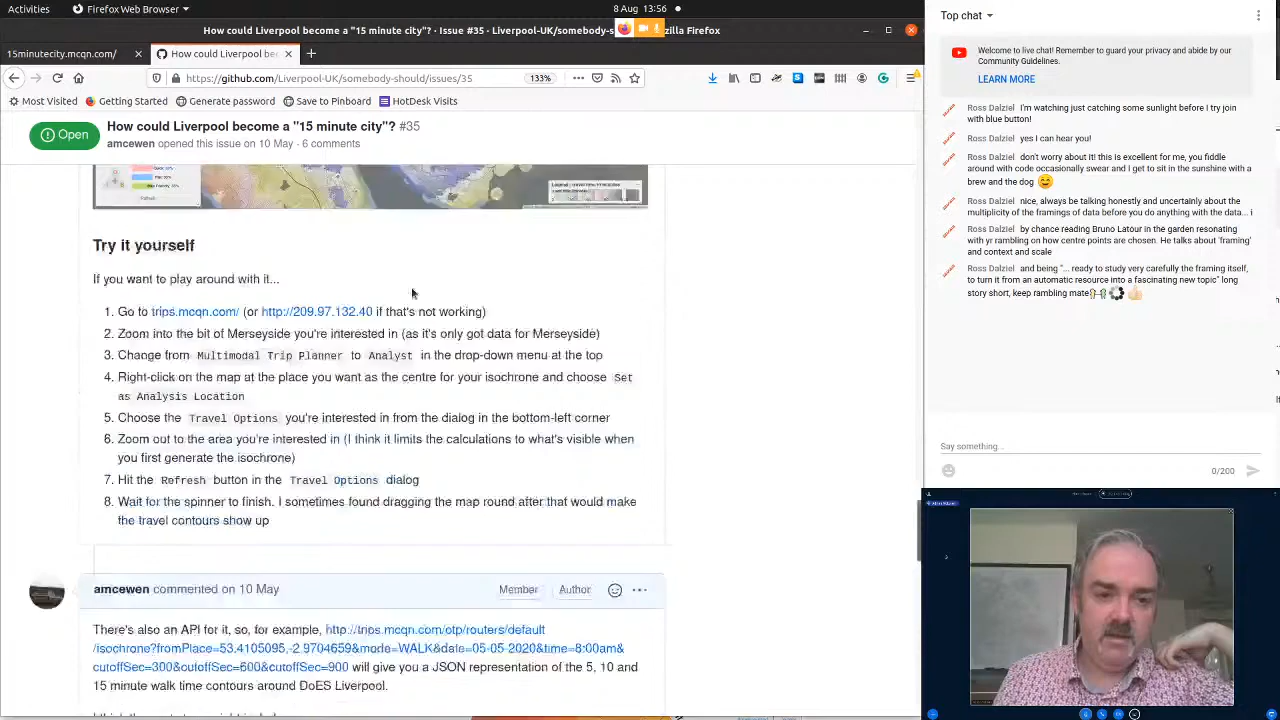 Activities
Firefox Web Browser
8 Aug 13:56
How could Liverpool become a "15 minute city"? · Issue #35 · Liverpool-UK/somebody-s
zilla Firefox
15minutecity.mcqn.com/
How could Liverpool bec
https://github.com/Liverpool-UK/somebody-should/issues/35
133%
Most Visited
Getting Started
Generate password
Save to Pinboard
HotDesk Visits
Open
How could Liverpool become a "15 minute city"? #35
amcewen opened this issue on 10 May · 6 comments
Try it yourself
If you want to play around with it...
1. Go to trips.mcqn.com/ (or http://209.97.132.40 if that's not working)
2. Zoom into the bit of Merseyside you're interested in (as it's only got data for Merseyside)
3. Change from Multimodal Trip Planner to Analyst in the drop-down menu at the top
4. Right-click on the map at the place you want as the centre for your isochrone and choose Set
as Analysis Location
5. Choose the Travel Options you're interested in from the dialog in the bottom-left corner
6. Zoom out to the area you're interested in (I think it limits the calculations to what's visible when
you first generate the isochrone)
7. Hit the Refresh button in the Travel Options dialog
8. Wait for the spinner to finish. I sometimes found dragging the map round after that would make
the travel contours show up
amcewen commented on 10 May
Member
Author
There's also an API for it, so, for example, http://trips.mcqn.com/otp/routers/default
/isochrone?fromPlace=53.4105095,-2.9704659&mode=WALK&date=05-05-2020&time=8:00am&
cutoffSec=300&cutoffSec=600&cutoffSec=900 will give you a JSON representation of the 5, 10 and
15 minute walk time contours around DoES Liverpool.
Top chat
Welcome to live chat! Remember to guard your privacy and abide by our
Community Guidelines.
LEARN MORE
Ross Dalziel I'm watching just catching some sunlight before I try join
with blue button!
Ross Dalziel yes I can hear you!
Ross Dalziel don't worry about it! this is excellent for me, you fiddle
around with code occasionally swear and I get to sit in the sunshine with a
brew and the dog
Ross Dalziel nice, always be talking honestly and uncertainly about the
multiplicity of the framings of data before you do anything with the data... i
Ross Dalziel by chance reading Bruno Latour in the garden resonating
with yr rambling on how centre points are chosen. He talks about 'framing'
and context and scale
Ross Dalziel and being "... ready to study very carefully the framing itself,
to turn it from an automatic resource into a fascinating new topic" long
story short, keep rambling mate
Say something...
0/200